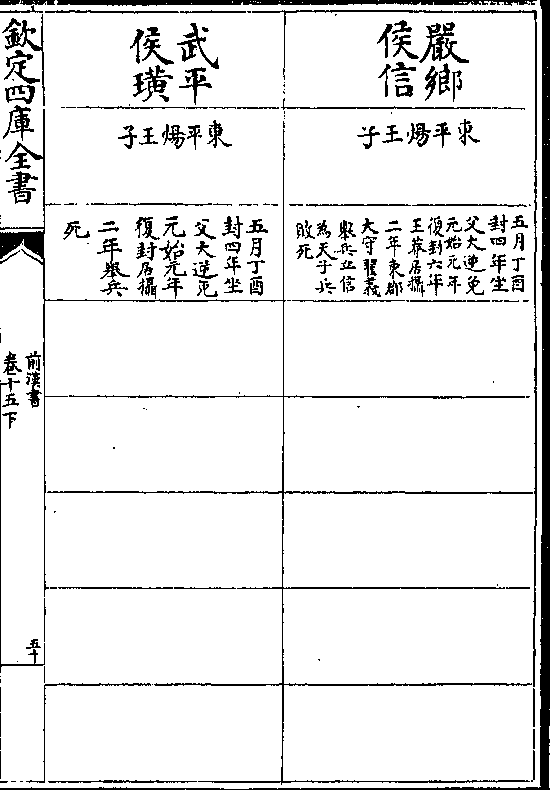 嚴鄉
侯信
東平煬王子
五月丁酉
封四年坐
父大逆免
元始元年
復封六年
王莽居攝
二年東郡
大守翟義
舉兵立信
為天子兵
敗死
武平
侯璜
東平煬王子
五月丁酉
封四年坐
父大逆免
元始元年
復封居攝
二年舉兵
死
欽定四庫全書
前漢書
卷十五下
五十